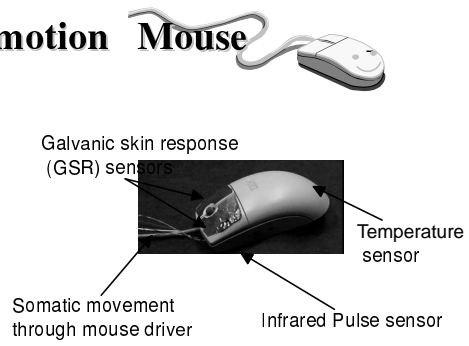 motion Mouse
Galvanic skin response
(GSR) sensors
Temperature
sensor
Somatic movement
through mouse driver
Infrared Pulse sensor